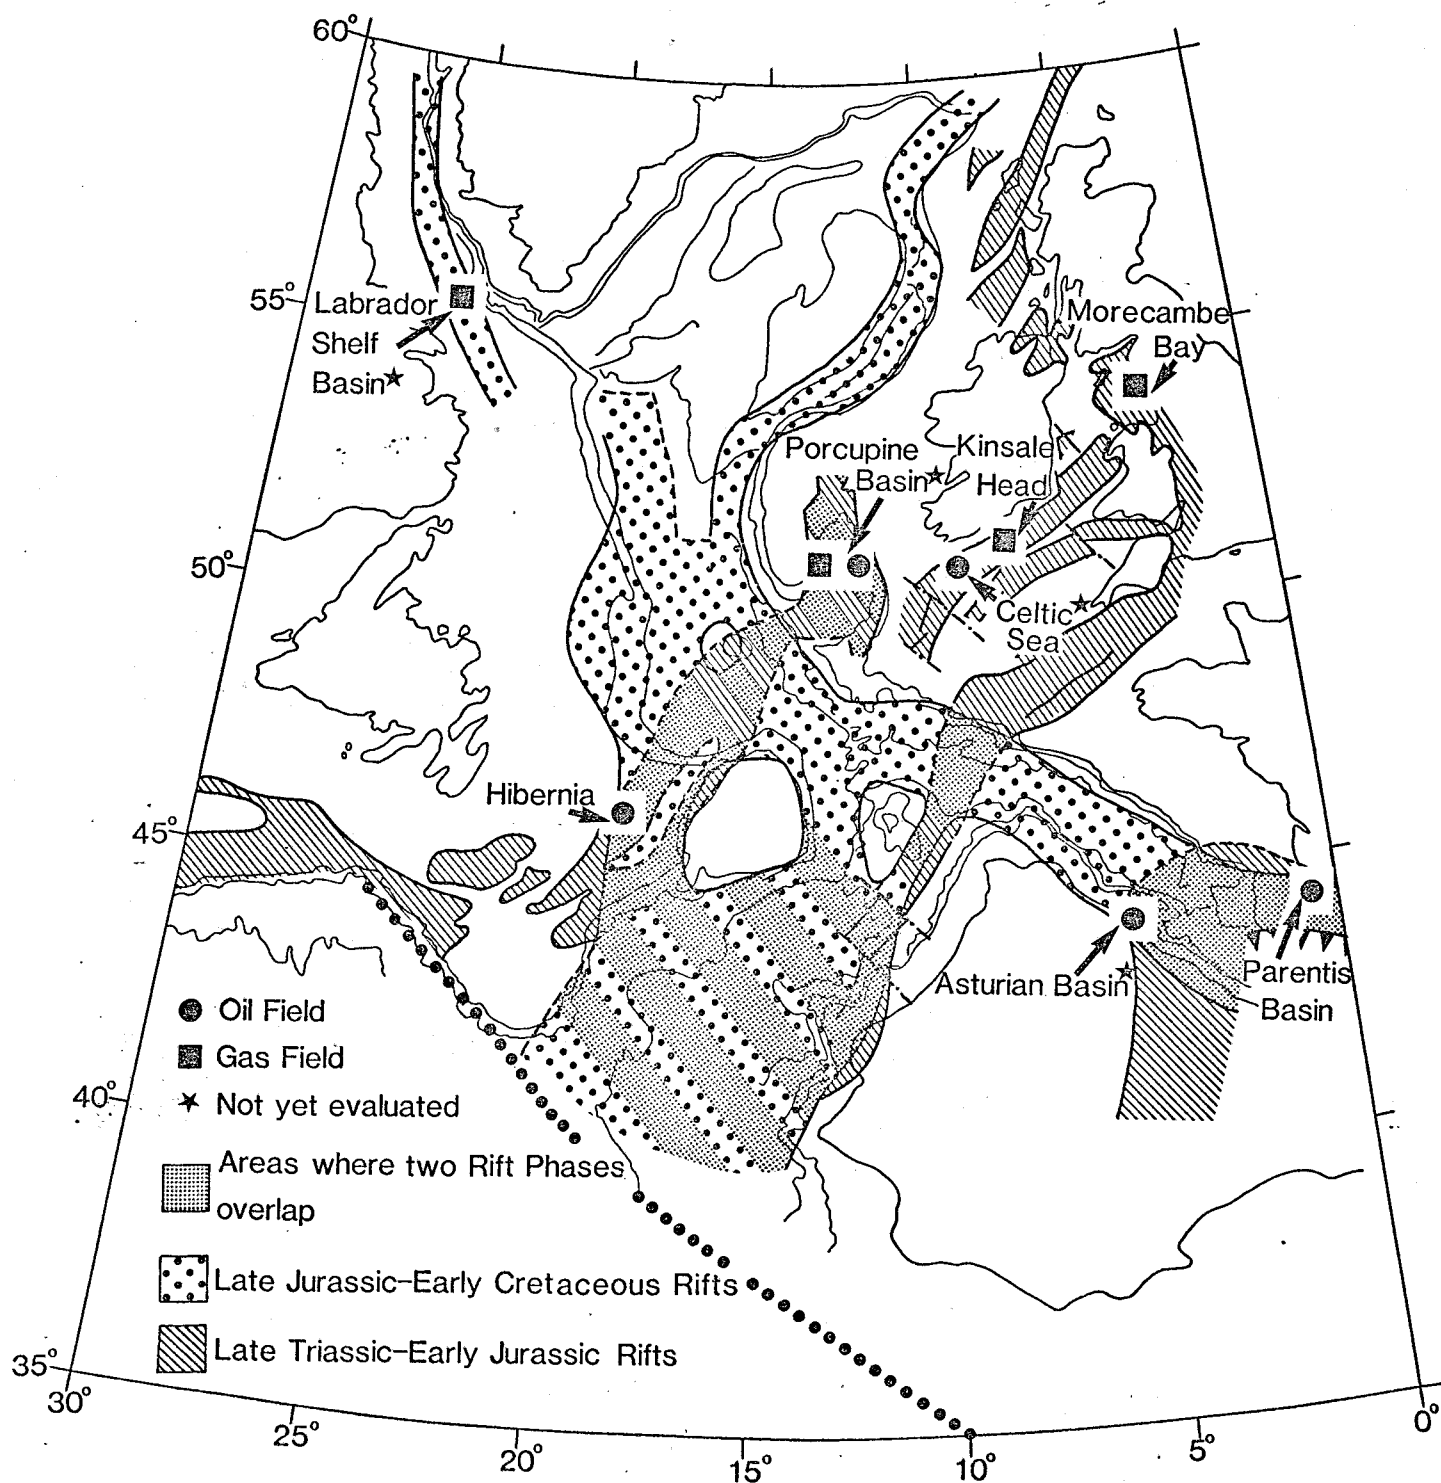 60°
55°
Labrador
Shelf
Basin★
Morecambe
Bay
Porcupine
Basin★
Kinsale
Head
50°
Celtic★
Sea
Hibernia
45°
Asturian Basin★
Parentis
Basin
● Oil Field
■ Gas Field
★ Not yet evaluated
40°
Areas where two Rift Phases
overlap
Late Jurassic-Early Cretaceous Rifts
Late Triassic-Early Jurassic Rifts
35°
30°
25°
20°
15°
10°
5°
0°